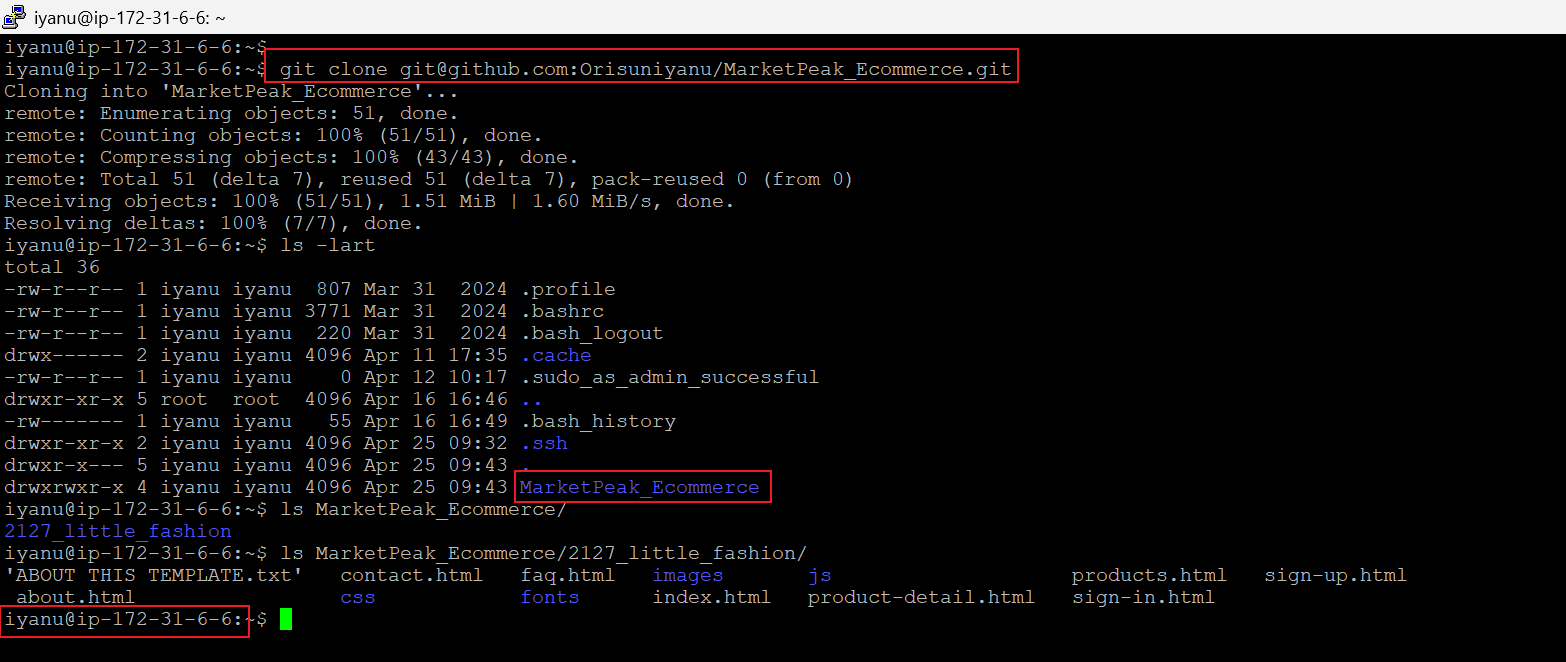 iyanu@ip-172-31-6-6: ~
iyanu@ip-172-31-6-6:~$
iyanu@ip-172-31-6-6:~$ git clone git@github.com:Orisuniyanu/MarketPeak_Ecommerce.git
Cloning into 'MarketPeak_Ecommerce'...
remote: Enumerating objects: 51, done.
remote: Counting objects: 100% (51/51), done.
remote: Compressing objects: 100% (43/43), done.
remote: Total 51 (delta 7), reused 51 (delta 7), pack-reused 0 (from 0)
Receiving objects: 100% (51/51), 1.51 MiB | 1.60 MiB/s, done.
Resolving deltas: 100% (7/7), done.
iyanu@ip-172-31-6-6:~$ ls -lart
total 36
-rw-r--r-- 1 iyanu iyanu  807 Mar 31  2024 .profile
-rw-r--r-- 1 iyanu iyanu 3771 Mar 31  2024 .bashrc
-rw-r--r-- 1 iyanu iyanu  220 Mar 31  2024 .bash_logout
drwx------ 2 iyanu iyanu 4096 Apr 11 17:35 .cache
-rw-r--r-- 1 iyanu iyanu    0 Apr 12 10:17 .sudo_as_admin_successful
drwxr-xr-x 5 root  root  4096 Apr 16 16:46 ..
-rw------- 1 iyanu iyanu   55 Apr 16 16:49 .bash_history
drwxr-xr-x 2 iyanu iyanu 4096 Apr 25 09:32 .ssh
drwxr-x--- 5 iyanu iyanu 4096 Apr 25 09:43 .
drwxrwxr-x 4 iyanu iyanu 4096 Apr 25 09:43 MarketPeak_Ecommerce
iyanu@ip-172-31-6-6:~$ ls MarketPeak_Ecommerce/
2127_little_fashion
iyanu@ip-172-31-6-6:~$ ls MarketPeak_Ecommerce/2127_little_fashion/
'ABOUT THIS TEMPLATE.txt'   contact.html   faq.html   images       js                    products.html   sign-up.html
 about.html                 css            fonts      index.html   product-detail.html   sign-in.html
iyanu@ip-172-31-6-6:~$